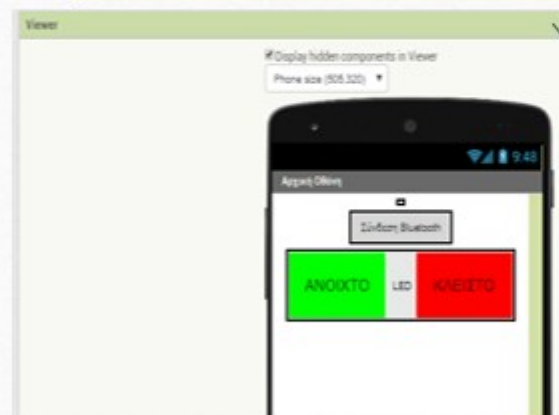 Viewer
Display hidden components in Viewer
Phone size (505,320)
9:48
Αρχική Οθόνη
Σύνδεση Bluetooth
ΑΝΟΙΧΤΟ LED ΚΛΕΙΣΤΟ